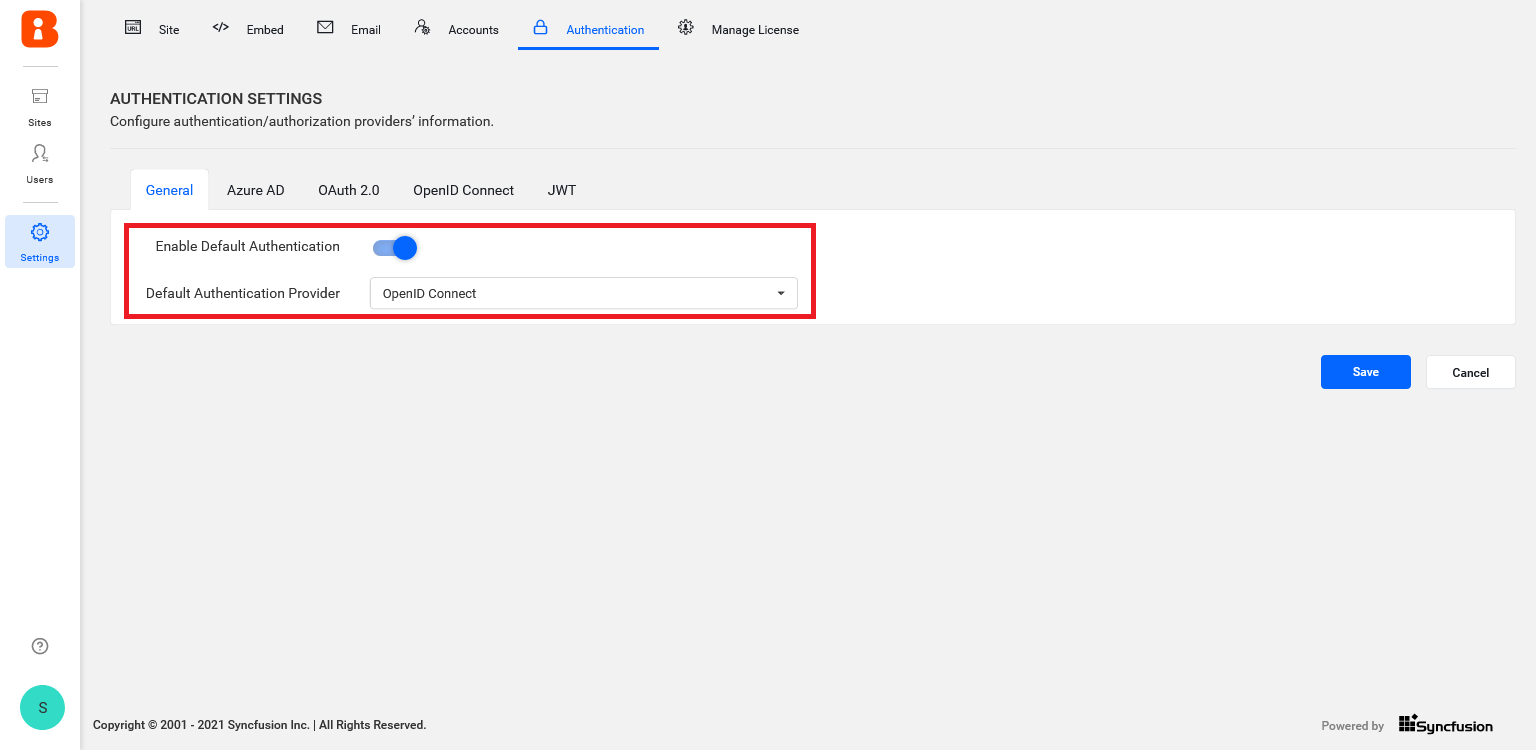 URL Site </> Embed Email Accounts Authentication Manage License
Sites
Users
Settings
AUTHENTICATION SETTINGS
Configure authentication/authorization providers’ information.
General Azure AD OAuth 2.0 OpenID Connect JWT
Enable Default Authentication
Default Authentication Provider OpenID Connect
Save Cancel
?
S
Copyright © 2001 - 2021 Syncfusion Inc. | All Rights Reserved.
Powered by Syncfusion